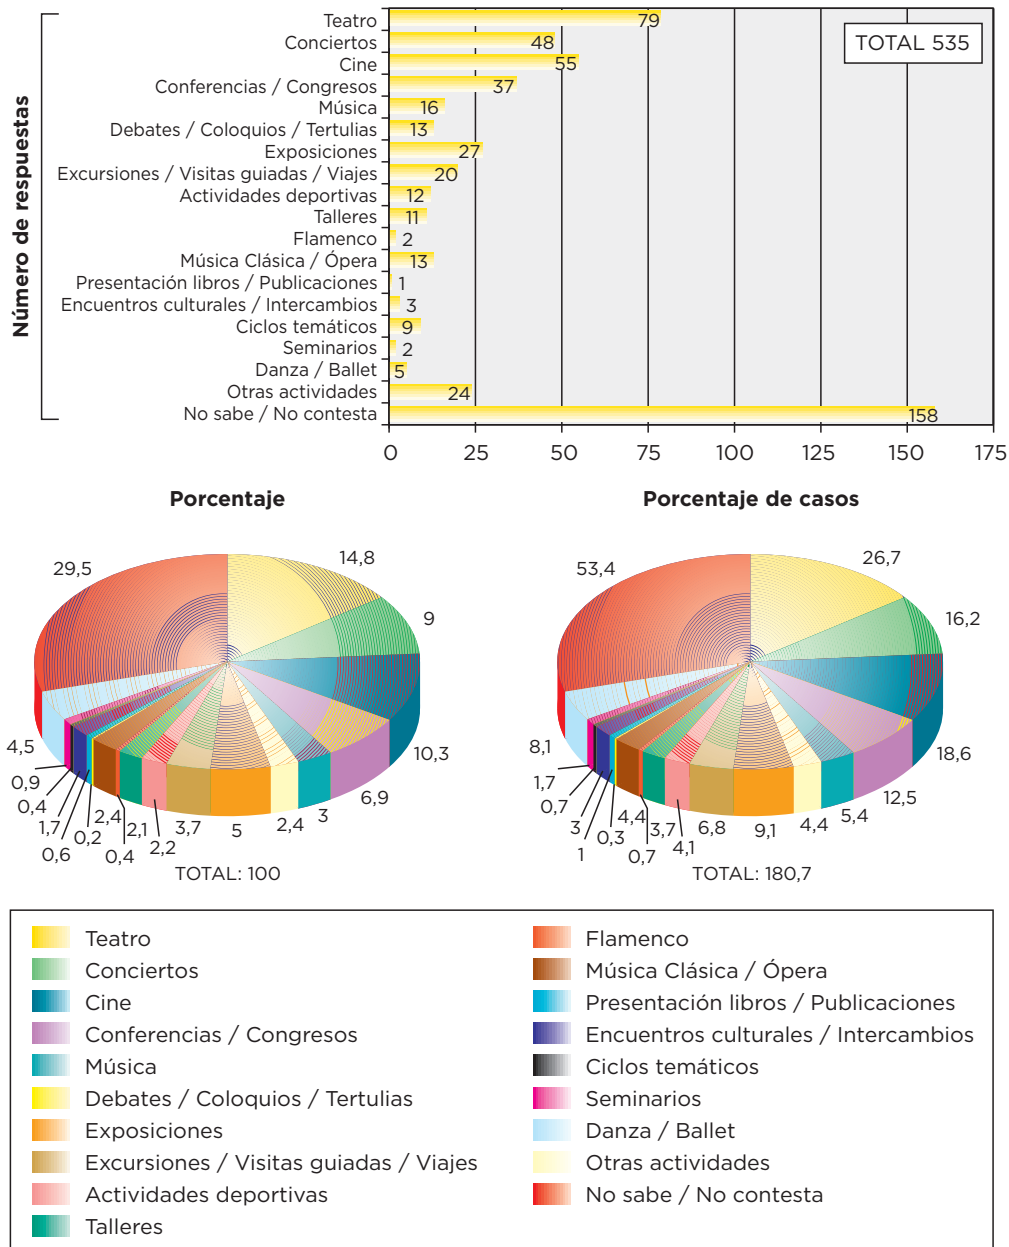 Número de respuestas
TOTAL 535
Teatro 79
Conciertos 48
Cine 55
Conferencias / Congresos 37
Música 16
Debates / Coloquios / Tertulias 13
Exposiciones 27
Excursiones / Visitas guiadas / Viajes 20
Actividades deportivas 12
Talleres 11
Flamenco 2
Música Clásica / Ópera 13
Presentación libros / Publicaciones 1
Encuentros culturales / Intercambios 3
Ciclos temáticos 9
Seminarios 2
Danza / Ballet 5
Otras actividades 24
No sabe / No contesta 158
0 25 50 75 100 125 150 175
Porcentaje
14,8
9
10,3
6,9
3
2,4
5
3,7
2,2
2,1
0,4
2,4
0,2
0,6
1,7
0,4
0,9
4,5
29,5
TOTAL: 100
Porcentaje de casos
26,7
16,2
18,6
12,5
5,4
4,4
9,1
6,8
4,1
3,7
0,7
4,4
0,3
1
3
0,7
1,7
8,1
53,4
TOTAL: 180,7
Teatro
Conciertos
Cine
Conferencias / Congresos
Música
Debates / Coloquios / Tertulias
Exposiciones
Excursiones / Visitas guiadas / Viajes
Actividades deportivas
Talleres
Flamenco
Música Clásica / Ópera
Presentación libros / Publicaciones
Encuentros culturales / Intercambios
Ciclos temáticos
Seminarios
Danza / Ballet
Otras actividades
No sabe / No contesta